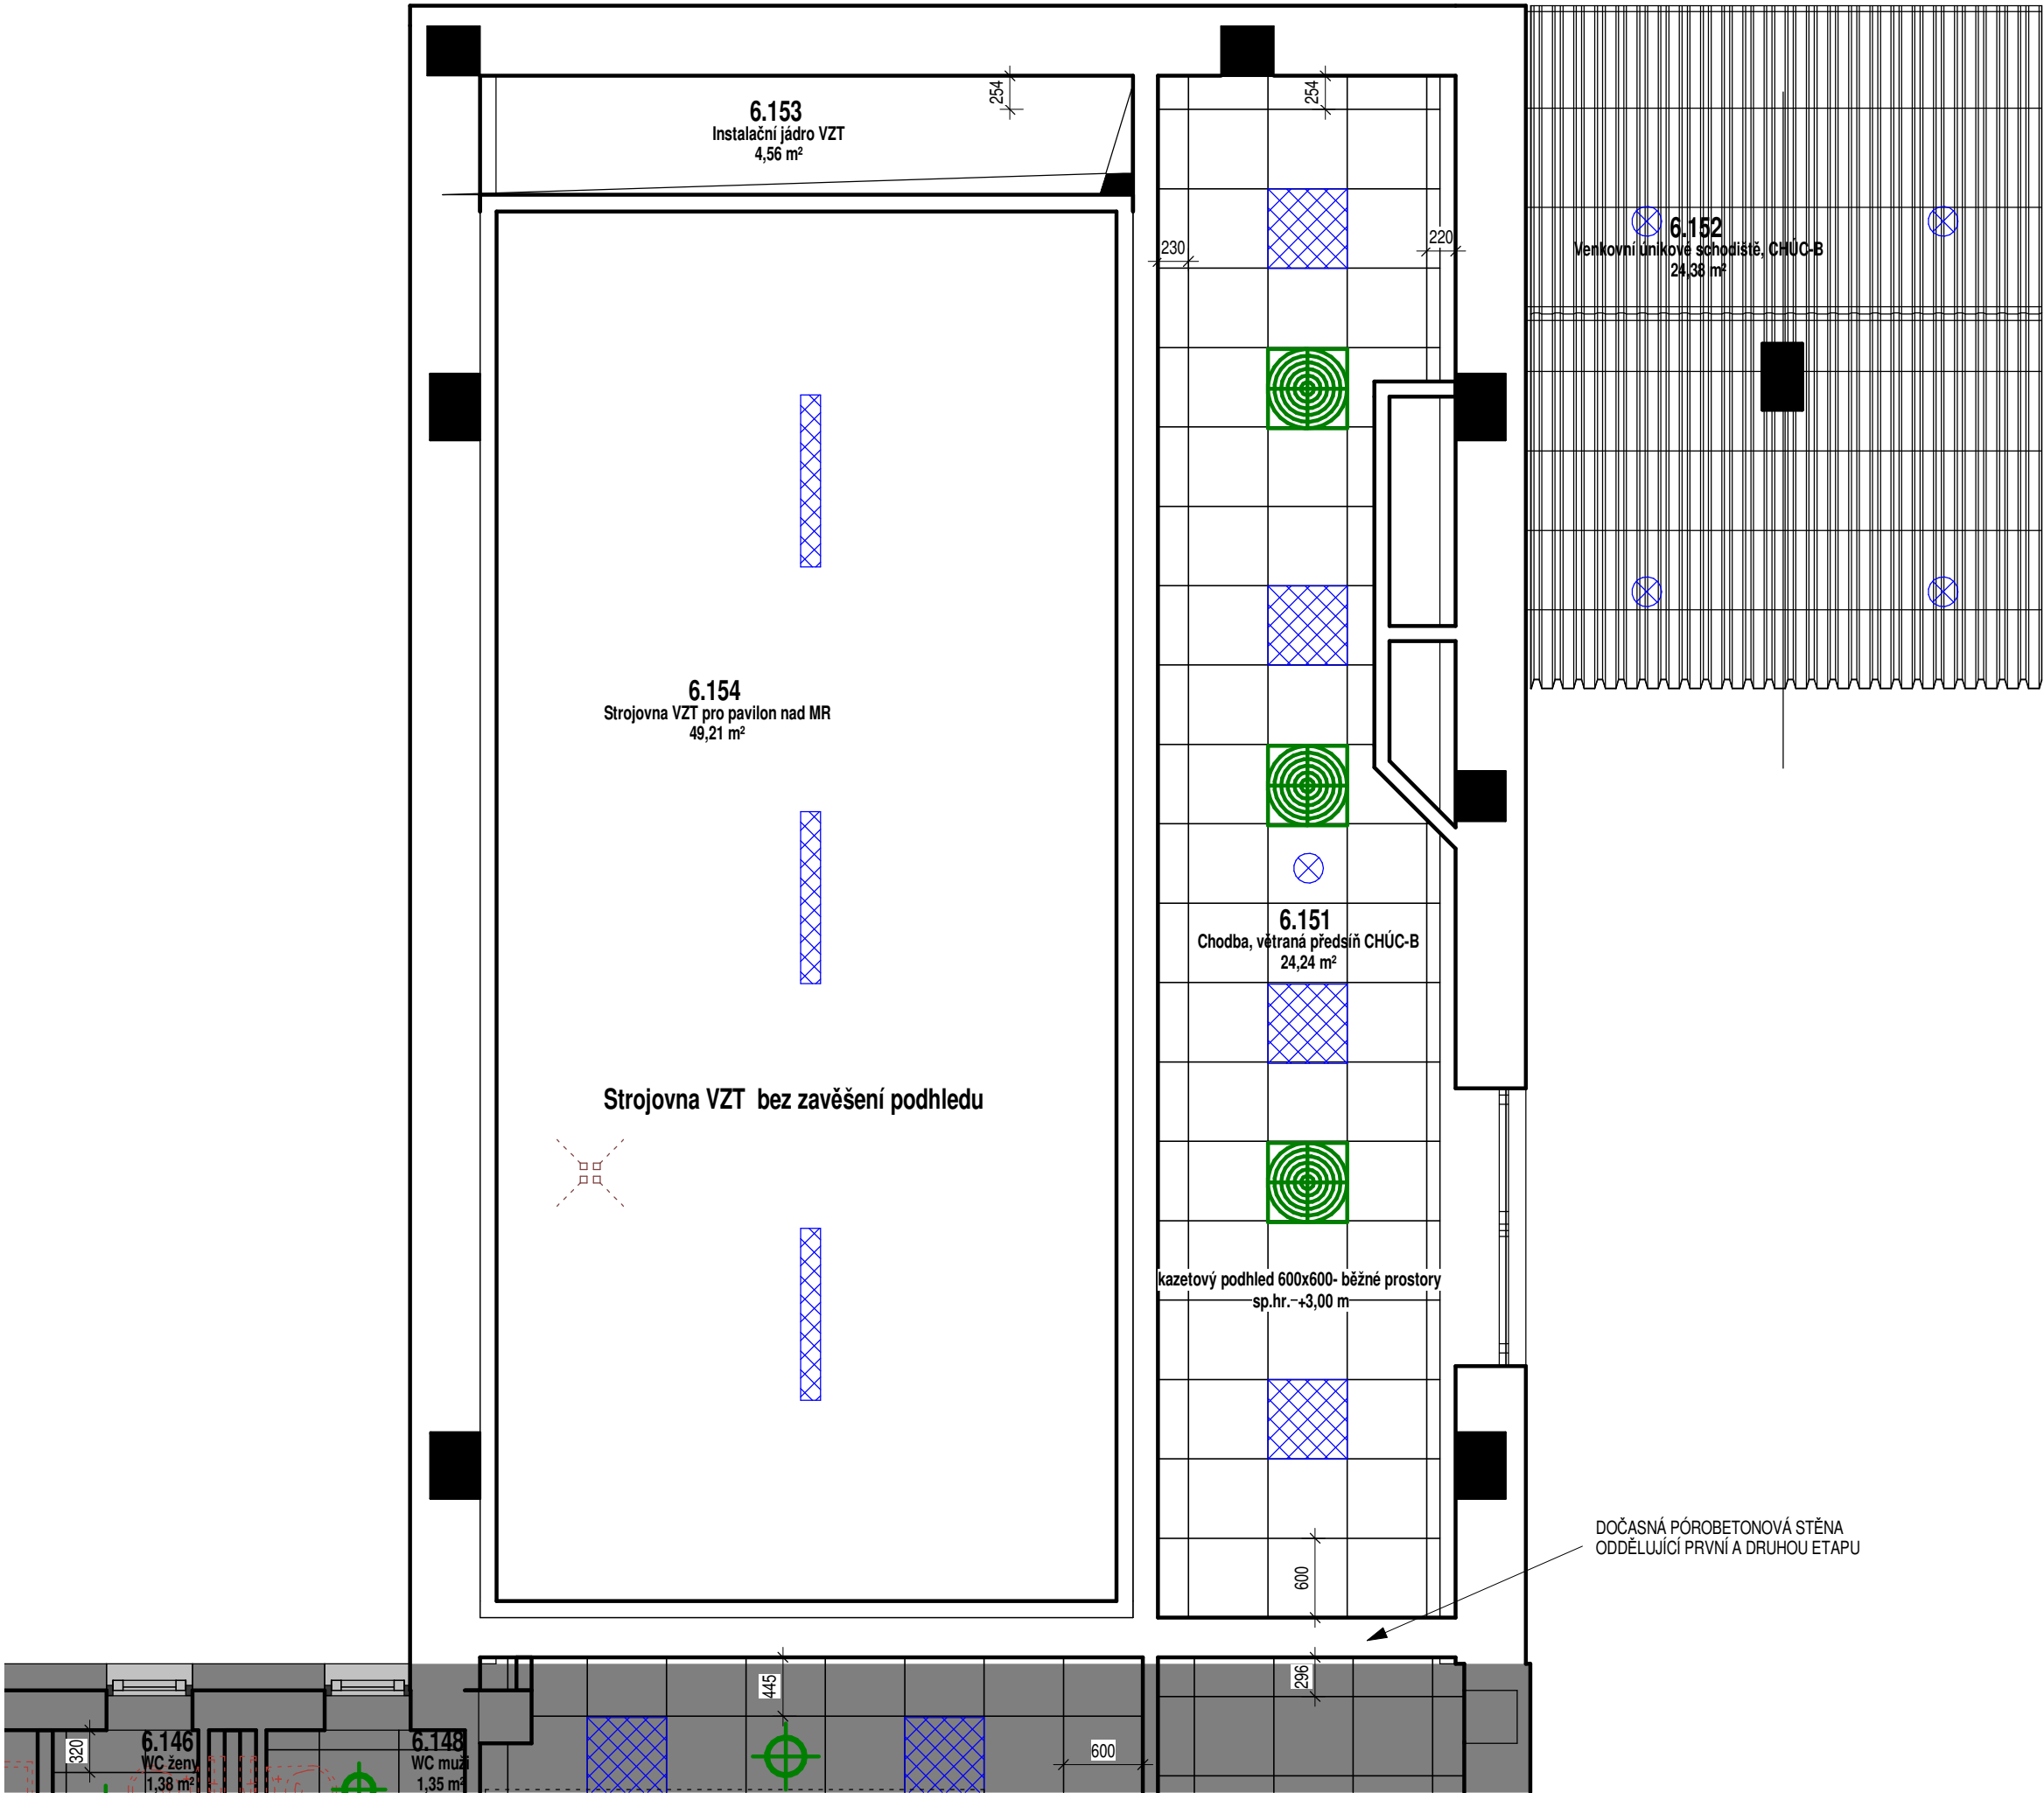 254
254
6.153
Instalační jádro VZT
4,56 m²
230
220
6.152
Venkovní únikové schodiště, CHÚC-B
24,38 m²
6.154
Strojovna VZT pro pavilon nad MR
49,21 m²
6.151
Chodba, větraná předsíň CHÚC-B
24,24 m²
Strojovna VZT bez zavěšení podhledu
kazetový podhled 600x600- běžné prostory
sp.hr. +3,00 m
DOČASNÁ PÓROBETONOVÁ STĚNA
ODDĚLUJÍCÍ PRVNÍ A DRUHOU ETAPU
600
445
296
320
6.146
WC ženy
1,38 m²
6.148
WC muži
1,35 m²
600